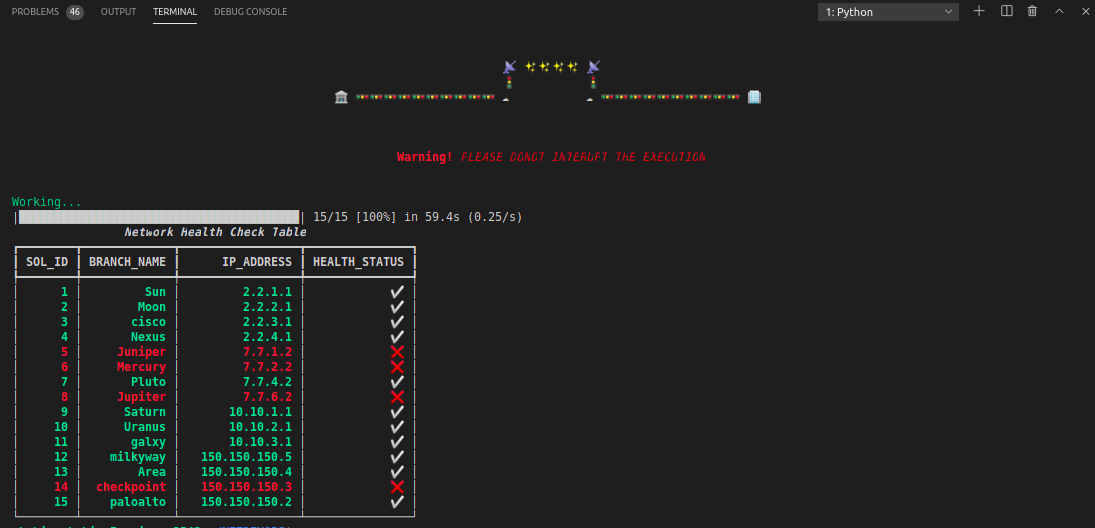 PROBLEMS 46 OUTPUT TERMINAL DEBUG CONSOLE 1: Python
Warning! PLEASE DONOT INTERUPT THE EXECUTION
Working...
15/15 [100%] in 59.4s (0.25/s)
Network Health Check Table
SOL_ID BRANCH_NAME IP_ADDRESS HEALTH_STATUS
1 Sun 2.2.1.1 ✔
2 Moon 2.2.2.1 ✔
3 cisco 2.2.3.1 ✔
4 Nexus 2.2.4.1 ✔
5 Juniper 7.7.1.2 ❌
6 Mercury 7.7.2.2 ❌
7 Pluto 7.7.4.2 ✔
8 Jupiter 7.7.6.2 ❌
9 Saturn 10.10.1.1 ✔
10 Uranus 10.10.2.1 ✔
11 galxy 10.10.3.1 ✔
12 milkyway 150.150.150.5 ✔
13 Area 150.150.150.4 ✔
14 checkpoint 150.150.150.3 ❌
15 paloalto 150.150.150.2 ✔